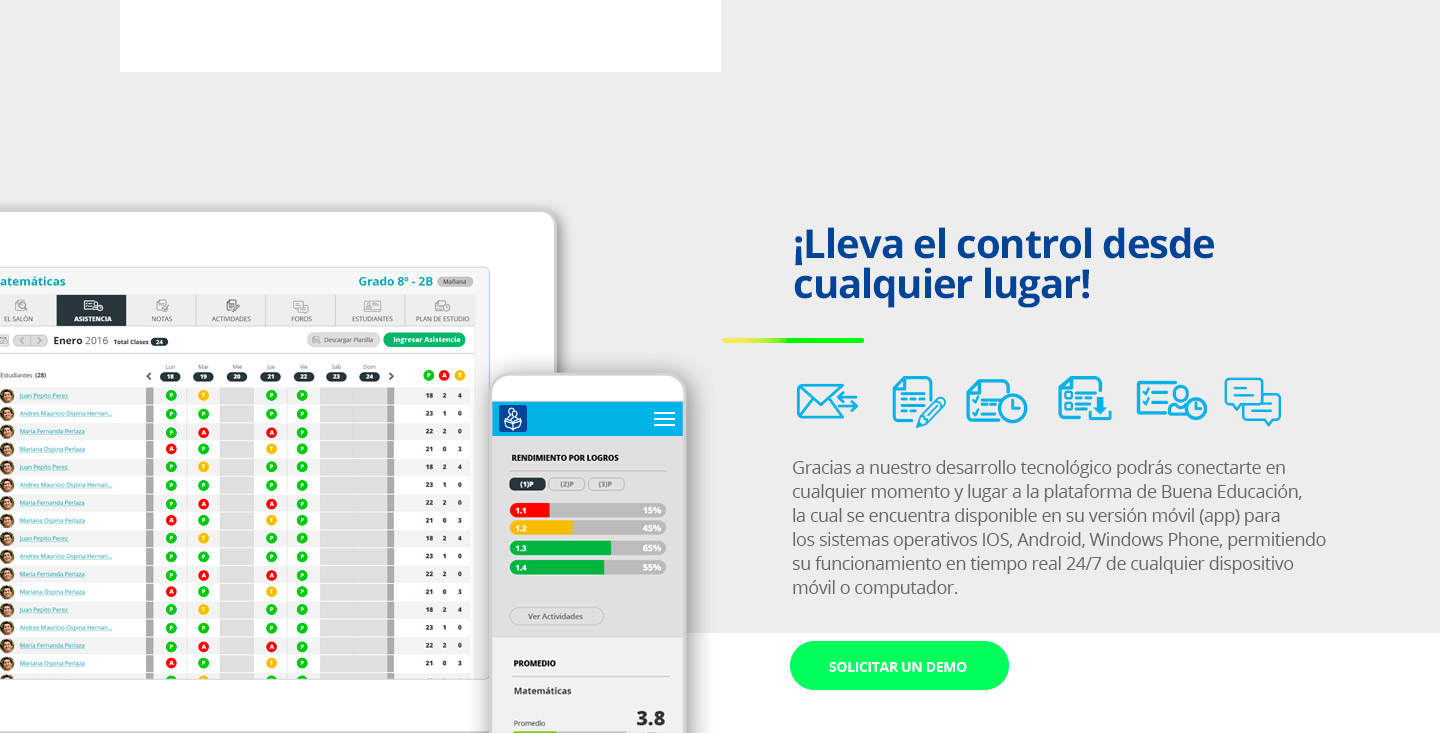 ¡Lleva el control desde
cualquier lugar!
Gracias a nuestro desarrollo tecnológico podrás conectarte en
cualquier momento y lugar a la plataforma de Buena Educación,
la cual se encuentra disponible en su versión móvil (app) para
los sistemas operativos IOS, Android, Windows Phone, permitiendo
su funcionamiento en tiempo real 24/7 de cualquier dispositivo
móvil o computador.
SOLICITAR UN DEMO
atemáticas Grado 8º - 2B Mañana
EL SALÓN ASISTENCIA NOTAS ACTIVIDADES FOROS ESTUDIANTES PLAN DE ESTUDIO
Enero 2016 Total Clases 24 Descargar Planilla Ingresar Asistencia
Lun Mar Mie Jue Vie Sab Dom
Estudiantes (28) 18 19 20 21 22 23 24 P A T
Juan Pepito Perez P T P P 18 2 4
Andres Mauricio Ospina Hernan... P P P P 23 1 0
Maria Fernanda Perlaza P A A P 22 2 0
Mariana Ospina Perlaza A P T P 21 0 3
Juan Pepito Perez P T P P 18 2 4
Andres Mauricio Ospina Hernan... P P P P 23 1 0
Maria Fernanda Perlaza P A A P 22 2 0
Mariana Ospina Perlaza A P T P 21 0 3
Juan Pepito Perez P T P P 18 2 4
Andres Mauricio Ospina Hernan... P P P P 23 1 0
Maria Fernanda Perlaza P A A P 22 2 0
Mariana Ospina Perlaza A P T P 21 0 3
Juan Pepito Perez P T P P 18 2 4
Andres Mauricio Ospina Hernan... P P P P 23 1 0
Maria Fernanda Perlaza P A A P 22 2 0
Mariana Ospina Perlaza A P T P 21 0 3
RENDIMIENTO POR LOGROS
(1)P (2)P (3)P
1.1 15%
1.2 45%
1.3 65%
1.4 55%
Ver Actividades
PROMEDIO
Matemáticas
Promedio 3.8